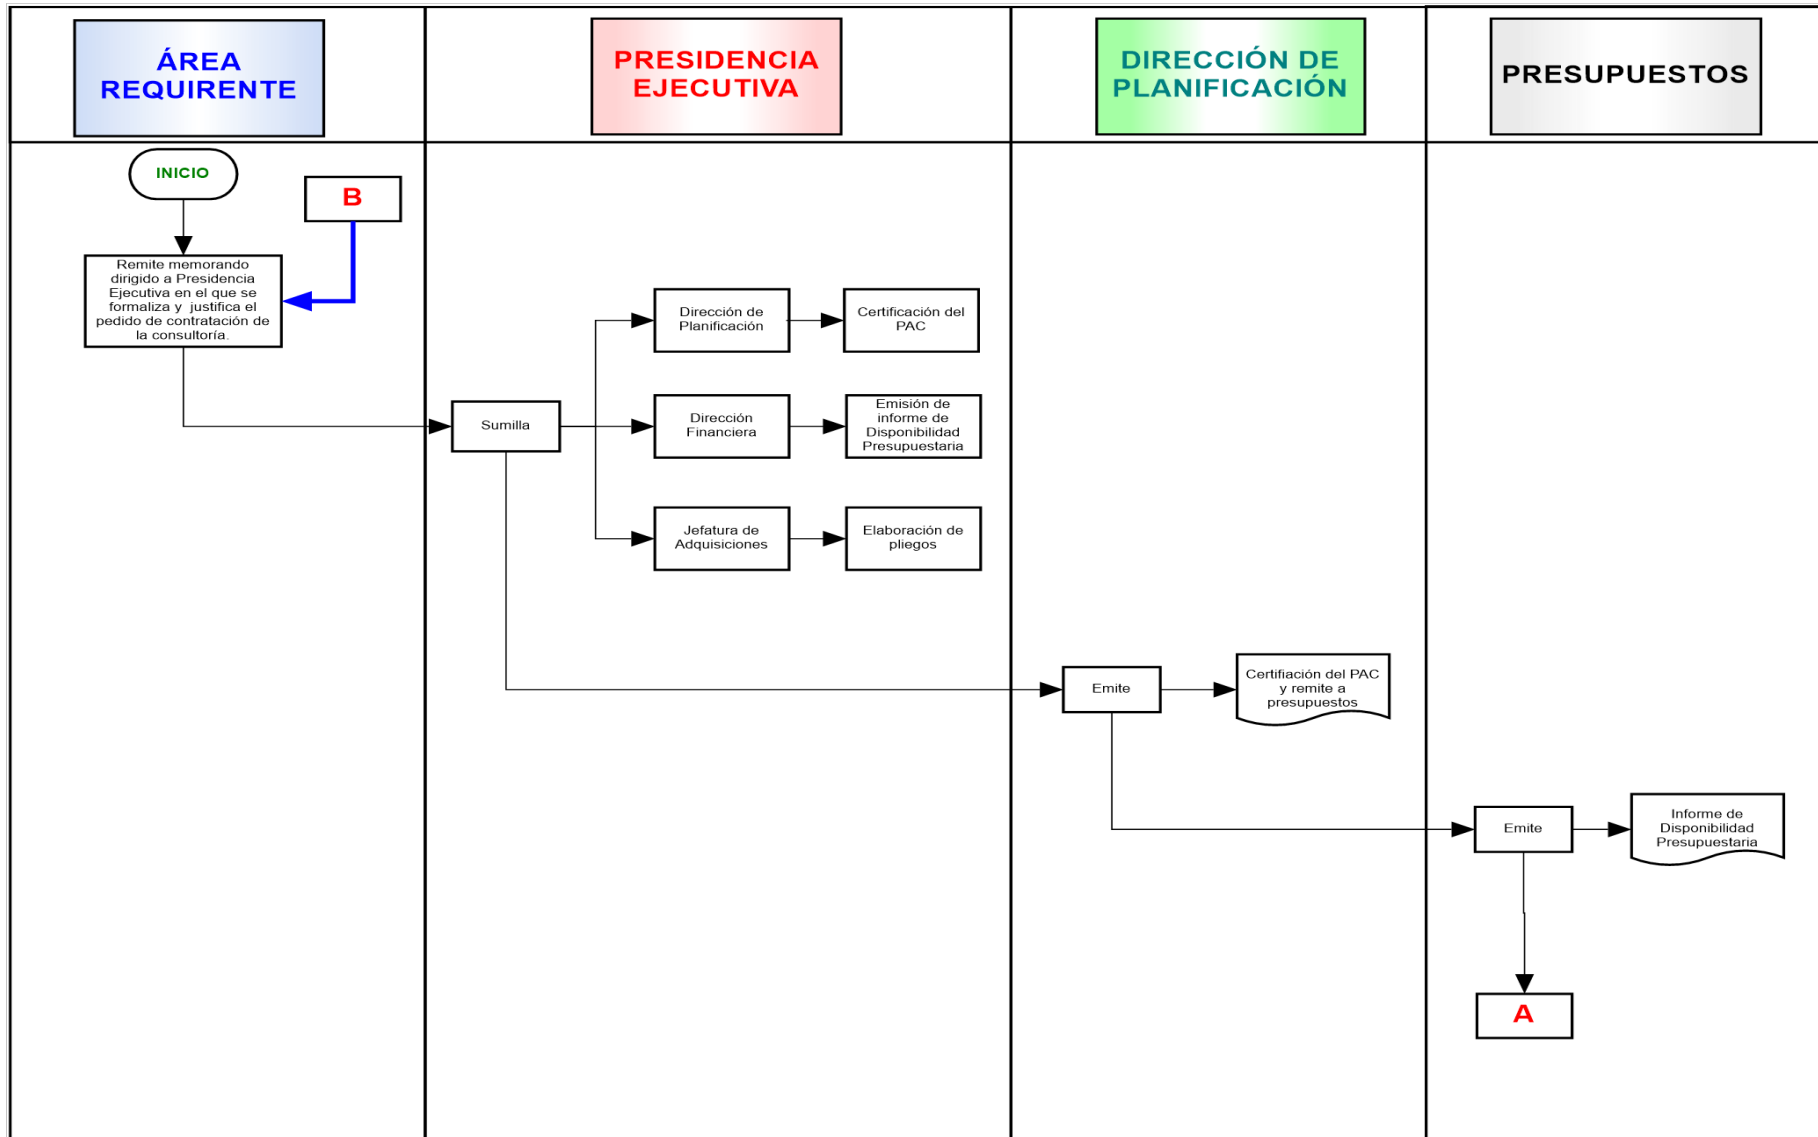 ÁREA
REQUIRENTE
PRESIDENCIA
EJECUTIVA
DIRECCIÓN DE
PLANIFICACIÓN
PRESUPUESTOS
INICIO
B
Remite memorando
dirigido a Presidencia
Ejecutiva en el que se
formaliza y justifica el
pedido de contratación de
la consultoría.
Sumilla
Dirección de
Planificación
Certificación del
PAC
Dirección
Financiera
Emisión de
informe de
Disponibilidad
Presupuestaria
Jefatura de
Adquisiciones
Elaboración de
pliegos
Emite
Certifiación del PAC
y remite a
presupuestos
Emite
Informe de
Disponibilidad
Presupuestaria
A